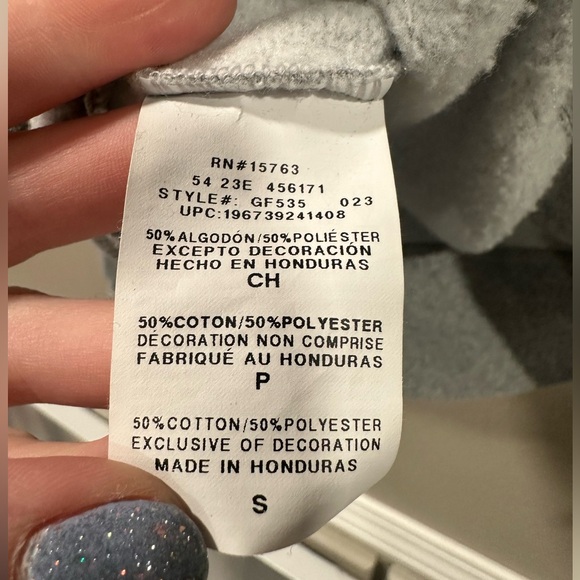 RN#15763
54 23E 456171
STYLE#: GF535 023
UPC:196739241408
50%ALGODÓN/50%POLIÉSTER
EXCEPTO DECORACIÓN
HECHO EN HONDURAS
CH
50%COTON/50%POLYESTER
DÉCORATION NON COMPRISE
FABRIQUÉ AU HONDURAS
P
50%COTTON/50%POLYESTER
EXCLUSIVE OF DECORATION
MADE IN HONDURAS
S